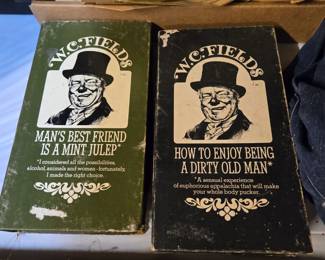 W.C. FIELDS
MAN'S BEST FRIEND
IS A MINT JULEP*
*I considered all the possibilities,
alcohol, animals and women - fortunately,
I made the right choice.
W.C. FIELDS
HOW TO ENJOY BEING
A DIRTY OLD MAN*
*A sensual experience
of euphorious eppalachia that will make
your whole body pucker.